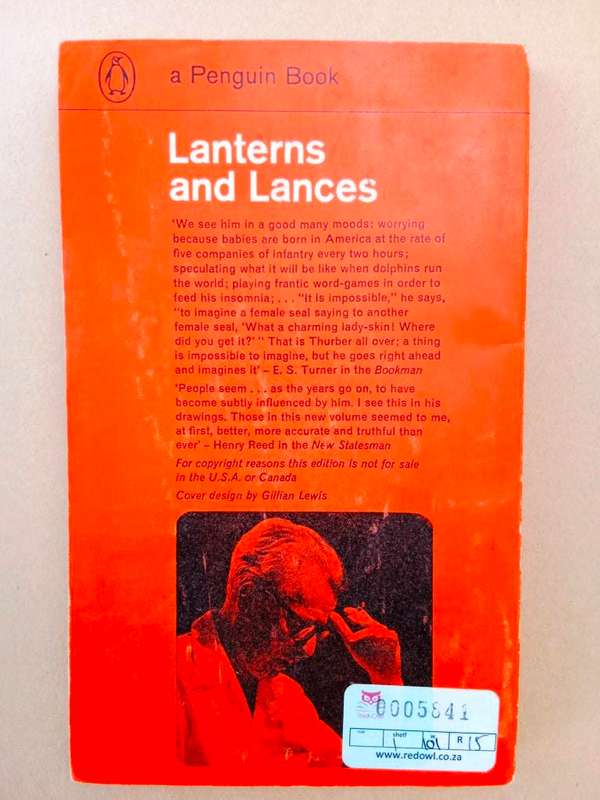 a Penguin Book
Lanterns
and Lances
'We see him in a good many moods: worrying
because babies are born in America at the rate of
five companies of infantry every two hours;
speculating what it will be like when dolphins run
the world; playing frantic word-games in order to
feed his insomnia; . . . "It is impossible," he says,
"to imagine a female seal saying to another
female seal, 'What a charming lady-skin! Where
did you get it?' " That is Thurber all over: a thing
is impossible to imagine, but he goes right ahead
and imagines it' – E. S. Turner in the Bookman
'People seem . . . as the years go on, to have
become subtly influenced by him. I see this in his
drawings. Those in this new volume seemed to me,
at first, better, more accurate and truthful than
ever' – Henry Reed in the New Statesman
For copyright reasons this edition is not for sale
in the U.S.A. or Canada
Cover design by Gillian Lewis
0005841
shelf
1 101 R 15
www.redowl.co.za